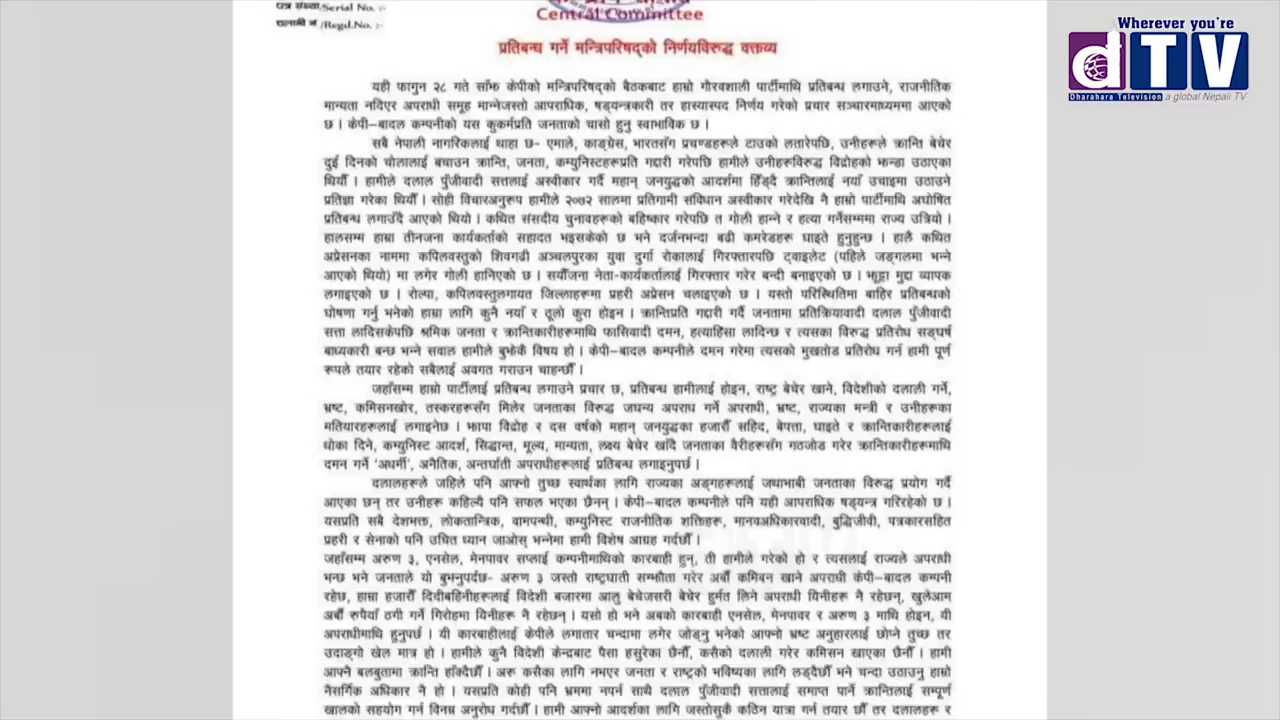 पत्र संख्या/Serial No. :-
चलानी नं /Regd.No. :-
Central Committee
प्रतिबन्ध गर्ने मन्त्रिपरिषद्को निर्णयविरुद्ध वक्तव्य
यही फागुन २८ गते साँझ केपीको मन्त्रिपरिषद्को बैठकबाट हाम्रो गौरवशाली पार्टीमाथि प्रतिबन्ध लगाउने, राजनीतिक
मान्यता नदिएर अपराधी समूह मान्नेजस्तो आपराधिक, षड्यन्त्रकारी तर हास्यास्पद निर्णय गरेको प्रचार सञ्चारमाध्यममा आएको
छ । केपी–बादल कम्पनीको यस कुकर्मप्रति जनताको चासो हुनु स्वाभाविक छ ।
सबै नेपाली नागरिकलाई थाहा छ- एमाले, काङ्ग्रेस, भारतसँग प्रचण्डहरूले टाउको लतारेपछि, उनीहरूले क्रान्ति बेचेर
दुई दिनको चोलालाई बचाउन क्रान्ति, जनता, कम्युनिस्टहरूप्रति गद्दारी गरेपछि हामीले उनीहरूविरुद्ध विद्रोहको झन्डा उठाएका
थियौँ । हामीले दलाल पुँजीवादी सत्तलाई अस्वीकार गर्दै महान् जनयुद्धको आदर्शमा हिँड्दै क्रान्तिलाई नयाँ उचाइमा उठाउने
प्रतिज्ञा गरेका थियौँ । सोही विचारअनुरूप हामीले २०७२ सालमा प्रतिगामी संविधान अस्वीकार गरेदेखि नै हाम्रो पार्टीमाथि अघोषित
प्रतिबन्ध लगाउँदै आएको थियो । कथित संसदीय चुनावहरूको बहिष्कार गरेपछि त गोली हान्ने र हत्या गर्नेसम्ममा राज्य उत्रियो ।
हालसम्म हाम्रा तीनजना कार्यकर्ताको सहादत भइसकेको छ भने दर्जनभन्दा बढी कमरेडहरू घाइते हुनुहुन्छ । हालै कथित
अप्रेसनका नाममा कपिलवस्तुको शिवगढी अञ्चलपुरका युवा दुर्गा रोकालाई गिरफ्तारपछि ट्वाइलेट (पहिले जङ्गलमा भन्ने
आएको थियो) मा लगेर गोली हानिएको छ । सयौँजना नेता-कार्यकर्तालाई गिरफ्तार गरेर बन्दी बनाइएको छ । झूट्टा मुद्दा व्यापक
लगाइएको छ । रोल्पा, कपिलवस्तुलगायत जिल्लाहरूमा प्रहरी अप्रेसन चलाइएको छ । यस्तो परिस्थितिमा बाहिर प्रतिबन्धको
घोषणा गर्नु भनेको हाम्रा लागि कुनै नयाँ र ठूलो कुरा होइन । क्रान्तिप्रति गद्दारी गर्दै जनतामा प्रतिक्रियावादी दलाल पुँजीवादी
सत्ता लादिसकेपछि श्रमिक जनता र क्रान्तिकारीहरूमाथि फासिवादी दमन, हत्याहिंसा लादिन्छ र त्यसका विरुद्ध प्रतिरोध सङ्घर्ष
बाध्यकारी बन्छ भन्ने सवाल हामीले बुझेकै विषय हो । केपी–बादल कम्पनीले दमन गरेमा त्यसको मुखतोड प्रतिरोध गर्न हामी पूर्ण
रूपले तयार रहेको सबैलाई अवगत गराउन चाहन्छौँ ।
जहाँसम्म हाम्रो पार्टीलाई प्रतिबन्ध लगाउने प्रचार छ, प्रतिबन्ध हामीलाई होइन, राष्ट्र बेचेर खाने, विदेशीको दलाली गर्ने,
भ्रष्ट, कमिसनखोर, तस्करहरूसँग मिलेर जनताका विरुद्ध जघन्य अपराध गर्ने अपराधी, भ्रष्ट, राज्यका मन्त्री र उनीहरूका
मतियारहरूलाई लगाइनेछ । झापा विद्रोह र दस वर्षको महान् जनयुद्धका हजारौँ सहिद, बेपत्ता, घाइते र क्रान्तिकारीहरूलाई
धोका दिने, कम्युनिस्ट आदर्श, सिद्धान्त, मूल्य, मान्यता, लक्ष्य बेचेर खाँदै जनताका वैरीहरूसँग गठजोड गरेर क्रान्तिकारीहरूमाथि
दमन गर्ने 'अधर्मी', अनैतिक, अन्तर्घाती अपराधीहरूलाई प्रतिबन्ध लगाइनुपर्छ ।
दलालहरूले जहिले पनि आफ्नो तुच्छ स्वार्थका लागि राज्यका अङ्गहरूलाई जथाभाबी जनताका विरुद्ध प्रयोग गर्दै
आएका छन् तर उनीहरू कहिल्यै पनि सफल भएका छैनन् । केपी–बादल कम्पनीले पनि यही आपराधिक षड्यन्त्र गरिरहेको छ ।
यसप्रति सबै देशभक्त, लोकतान्त्रिक, वामपन्थी, कम्युनिस्ट राजनीतिक शक्तिहरू, मानवअधिकारवादी, बुद्धिजीवी, पत्रकारसहित
प्रहरी र सेनाको पनि उचित ध्यान जाओस् भन्नेमा हामी विशेष आग्रह गर्दछौँ ।
जहाँसम्म अरुण ३, एनसेल, मेनपावर सप्लाई कम्पनीमाथिको कारबाही हुन्, ती हामीले गरेको हो र त्यसलाई राज्यले अपराधी
भन्छ भने जनताले यो बुझ्नुपर्दछ- अरुण ३ जस्तो राष्ट्रघाती सम्झौता गरेर अर्बौँ कमिसन खाने अपराधी केपी–बादल कम्पनी
रहेछ, हाम्रा हजारौँ दिदीबहिनीहरूलाई विदेशी बजारमा आलु बेचेजसरी बेचेर हुर्मत लिने अपराधी यिनीहरू नै रहेछन्, खुलेआम
अर्बौँ रुपैयाँ ठगी गर्ने गिरोहमा यिनीहरू नै रहेछन् । यसो हो भने अबको कारबाही एनसेल, मेनपावर र अरुण ३ माथि होइन, यी
अपराधीमाथि हुनुपर्छ । यी कारबाहीलाई केपीले लगातार चन्दामा लगेर जोड्नु भनेको आफ्नो भ्रष्ट अनुहारलाई छोप्ने तुच्छ तर
उदाङ्गो खेल मात्र हो । हामीले कुनै विदेशी केन्द्रबाट पैसा हसुरेका छैनौँ, कसैको दलाली गरेर कमिसन खाएका छैनौँ । हामी
आफ्नै बलबुतामा क्रान्ति हाँक्दैछौँ । अरू कसैका लागि नभएर जनता र राष्ट्रको भविष्यका लागि लड्दैछौँ भने चन्दा उठाउनु हाम्रो
नैसर्गिक अधिकार नै हो । यसप्रति कोही पनि भ्रममा नपर्न साथै दलाल पुँजीवादी सत्तालाई समाप्त पार्ने क्रान्तिलाई सम्पूर्ण
खालको सहयोग गर्न विनम्र अनुरोध गर्दछौँ । हामी आफ्नो आदर्शका लागि जस्तोसुकै कठिन यात्रा गर्न तयार छौँ तर दलालहरू र
Wherever you're
dTV
Dharahara Television a global Nepali TV